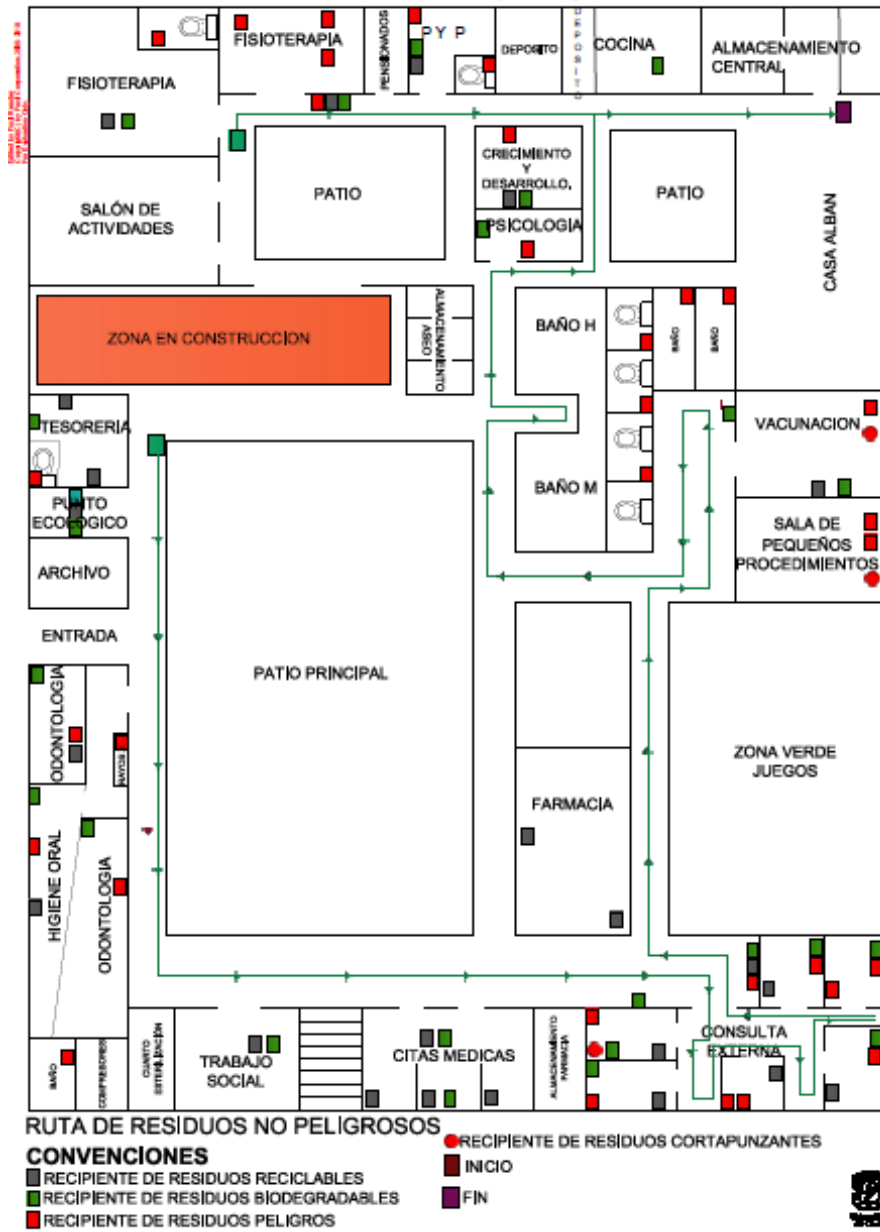 FISIOTERAPIA
FISIOTERAPIA
PENSIONADOS
P Y P
DEPOSITO
DEPOSITO
COCINA
ALMACENAMIENTO
CENTRAL
SALÓN DE
ACTIVIDADES
PATIO
CRECIMIENTO
Y
DESARROLLO,
PSICOLOGIA
PATIO
CASA ALBAN
ZONA EN CONSTRUCCION
ALMACENAMIENTO
ASEO
BAÑO H
BAÑO
BAÑO
TESORERIA
VACUNACION
BAÑO M
PUNTO
ECOLOGICO
SALA DE
PEQUEÑOS
PROCEDIMIENTOS
ARCHIVO
ENTRADA
PATIO PRINCIPAL
ODONTOLOGIA
RAYOS
ZONA VERDE
JUEGOS
FARMACIA
HIGIENE ORAL
ODONTOLOGIA
BAÑO
COMPRESORES
CUARTO
ESTERILIZACIÓN
TRABAJO
SOCIAL
CITAS MEDICAS
ALMACENAMIENTO
FARMACIA
CONSULTA
EXTERNA
RUTA DE RESIDUOS NO PELIGROSOS
CONVENCIONES
RECIPIENTE DE RESIDUOS RECICLABLES
RECIPIENTE DE RESIDUOS BIODEGRADABLES
RECIPIENTE DE RESIDUOS PELIGROS
RECIPIENTE DE RESIDUOS CORTAPUNZANTES
INICIO
FIN